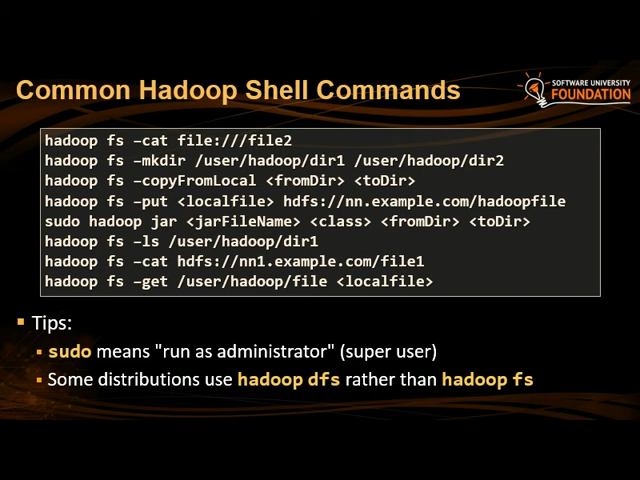 Common Hadoop Shell Commands
SOFTWARE UNIVERSITY
FOUNDATION
hadoop fs –cat file:///file2
hadoop fs –mkdir /user/hadoop/dir1 /user/hadoop/dir2
hadoop fs –copyFromLocal <fromDir> <toDir>
hadoop fs –put <localfile> hdfs://nn.example.com/hadoopfile
sudo hadoop jar <jarFileName> <class> <fromDir> <toDir>
hadoop fs –ls /user/hadoop/dir1
hadoop fs –cat hdfs://nn1.example.com/file1
hadoop fs –get /user/hadoop/file <localfile>
Tips:
sudo means "run as administrator" (super user)
Some distributions use hadoop dfs rather than hadoop fs